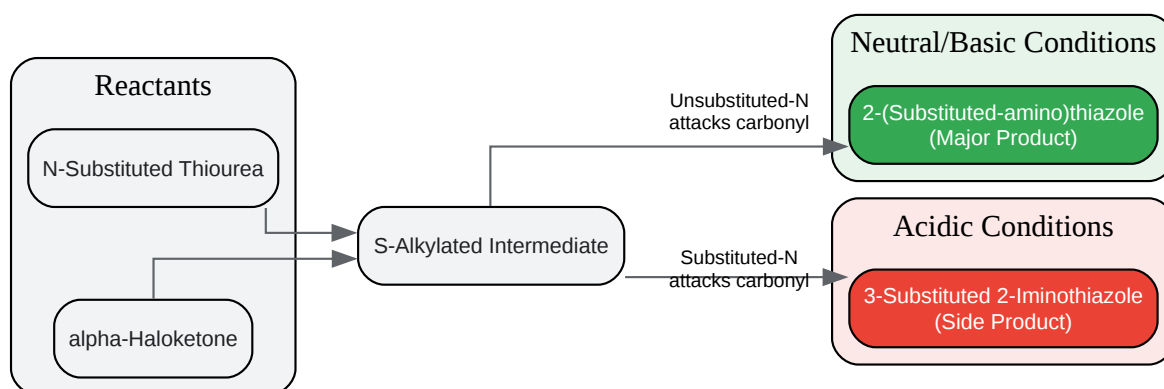 Reactants
N-Substituted Thiourea
alpha-Haloketone
S-Alkylated Intermediate
Unsubstituted-N
attacks carbonyl
Substituted-N
attacks carbonyl
Neutral/Basic Conditions
2-(Substituted-amino)thiazole
(Major Product)
Acidic Conditions
3-Substituted 2-Iminothiazole
(Side Product)